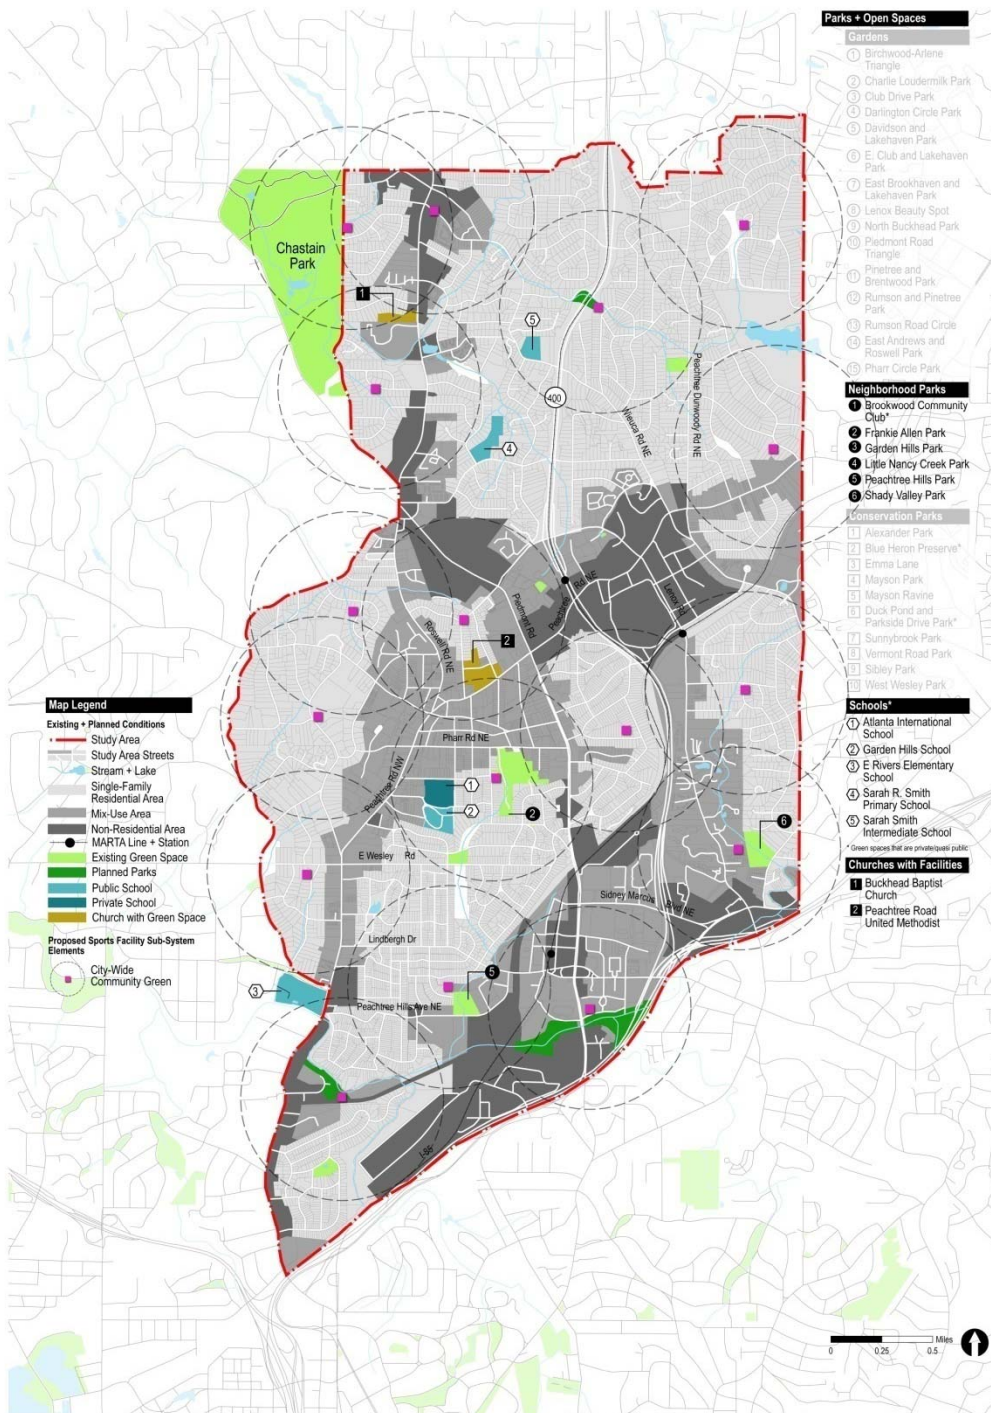 Parks + Open Spaces
Gardens
1 Birchwood-Arlene
Triangle
2 Charlie Loudermilk Park
3 Club Drive Park
4 Darlington Circle Park
5 Davidson and
Lakehaven Park
6 E. Club and Lakehaven
Park
7 East Brookhaven and
Lakehaven Park
8 Lenox Beauty Spot
9 North Buckhead Park
10 Piedmont Road
Triangle
11 Pinetree and
Brentwood Park
12 Rumson and Pinetree
Park
13 Rumson Road Circle
14 East Andrews and
Roswell Park
15 Pharr Circle Park
Neighborhood Parks
1 Brookwood Community
Club*
2 Frankie Allen Park
3 Garden Hills Park
4 Little Nancy Creek Park
5 Peachtree Hills Park
6 Shady Valley Park
Conservation Parks
1 Alexander Park
2 Blue Heron Preserve*
3 Emma Lane
4 Mayson Park
5 Mayson Ravine
6 Duck Pond and
Parkside Drive Park*
7 Sunnybrook Park
8 Vermont Road Park
9 Sibley Park
10 West Wesley Park
Schools*
1 Atlanta International
School
2 Garden Hills School
3 E Rivers Elementary
School
4 Sarah R. Smith
Primary School
5 Sarah Smith
Intermediate School
* Green spaces that are private/quasi public
Churches with Facilities
1 Buckhead Baptist
Church
2 Peachtree Road
United Methodist
Chastain
Park
1
5
400
4
Wieuca Rd NE
Peachtree Dunwoody Rd NE
Roswell Rd NE
Piedmont Rd
Peachtree Rd NE
Lenox Rd
2
Pharr Rd NE
Peachtree Rd NW
1
2
2
6
E Wesley Rd
Sidney Marcus Blvd NE
Lindbergh Dr
3
5
Peachtree Hills Ave NE
I-85
Map Legend
Existing + Planned Conditions
Study Area
Study Area Streets
Stream + Lake
Single-Family
Residential Area
Mix-Use Area
Non-Residential Area
MARTA Line + Station
Existing Green Space
Planned Parks
Public School
Private School
Church with Green Space
Proposed Sports Facility Sub-System
Elements
City-Wide
Community Green
Miles
0 0.25 0.5